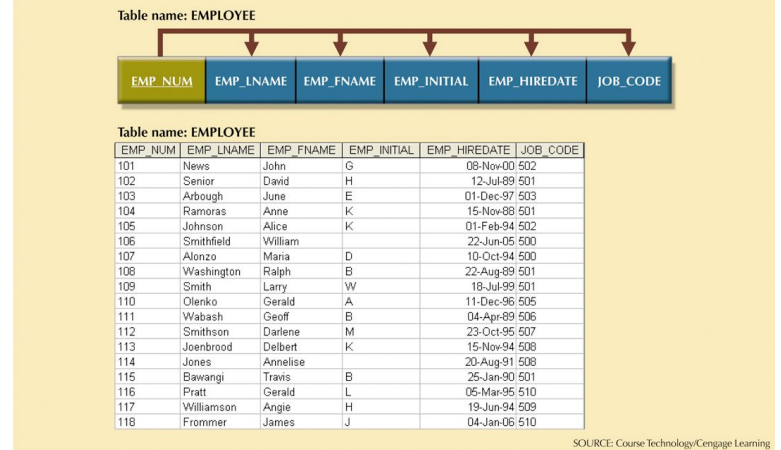 Table name: EMPLOYEE
EMP_NUM EMP_LNAME EMP_FNAME EMP_INITIAL EMP_HIREDATE JOB_CODE
Table name: EMPLOYEE
EMP_NUM EMP_LNAME EMP_FNAME EMP_INITIAL EMP_HIREDATE JOB_CODE
101 News John G 08-Nov-00 502
102 Senior David H 12-Jul-89 501
103 Arbough June E 01-Dec-97 503
104 Ramoras Anne K 15-Nov-88 501
105 Johnson Alice K 01-Feb-94 502
106 Smithfield William 22-Jun-05 500
107 Alonzo Maria D 10-Oct-94 500
108 Washington Ralph B 22-Aug-89 501
109 Smith Larry W 18-Jul-99 501
110 Olenko Gerald A 11-Dec-96 505
111 Wabash Geoff B 04-Apr-89 506
112 Smithson Darlene M 23-Oct-95 507
113 Joenbrood Delbert K 15-Nov-94 508
114 Jones Annelise 20-Aug-91 508
115 Bawangi Travis B 25-Jan-90 501
116 Pratt Gerald L 05-Mar-95 510
117 Williamson Angie H 19-Jun-94 509
118 Frommer James J 04-Jan-06 510
SOURCE: Course Technology/Cengage Learning